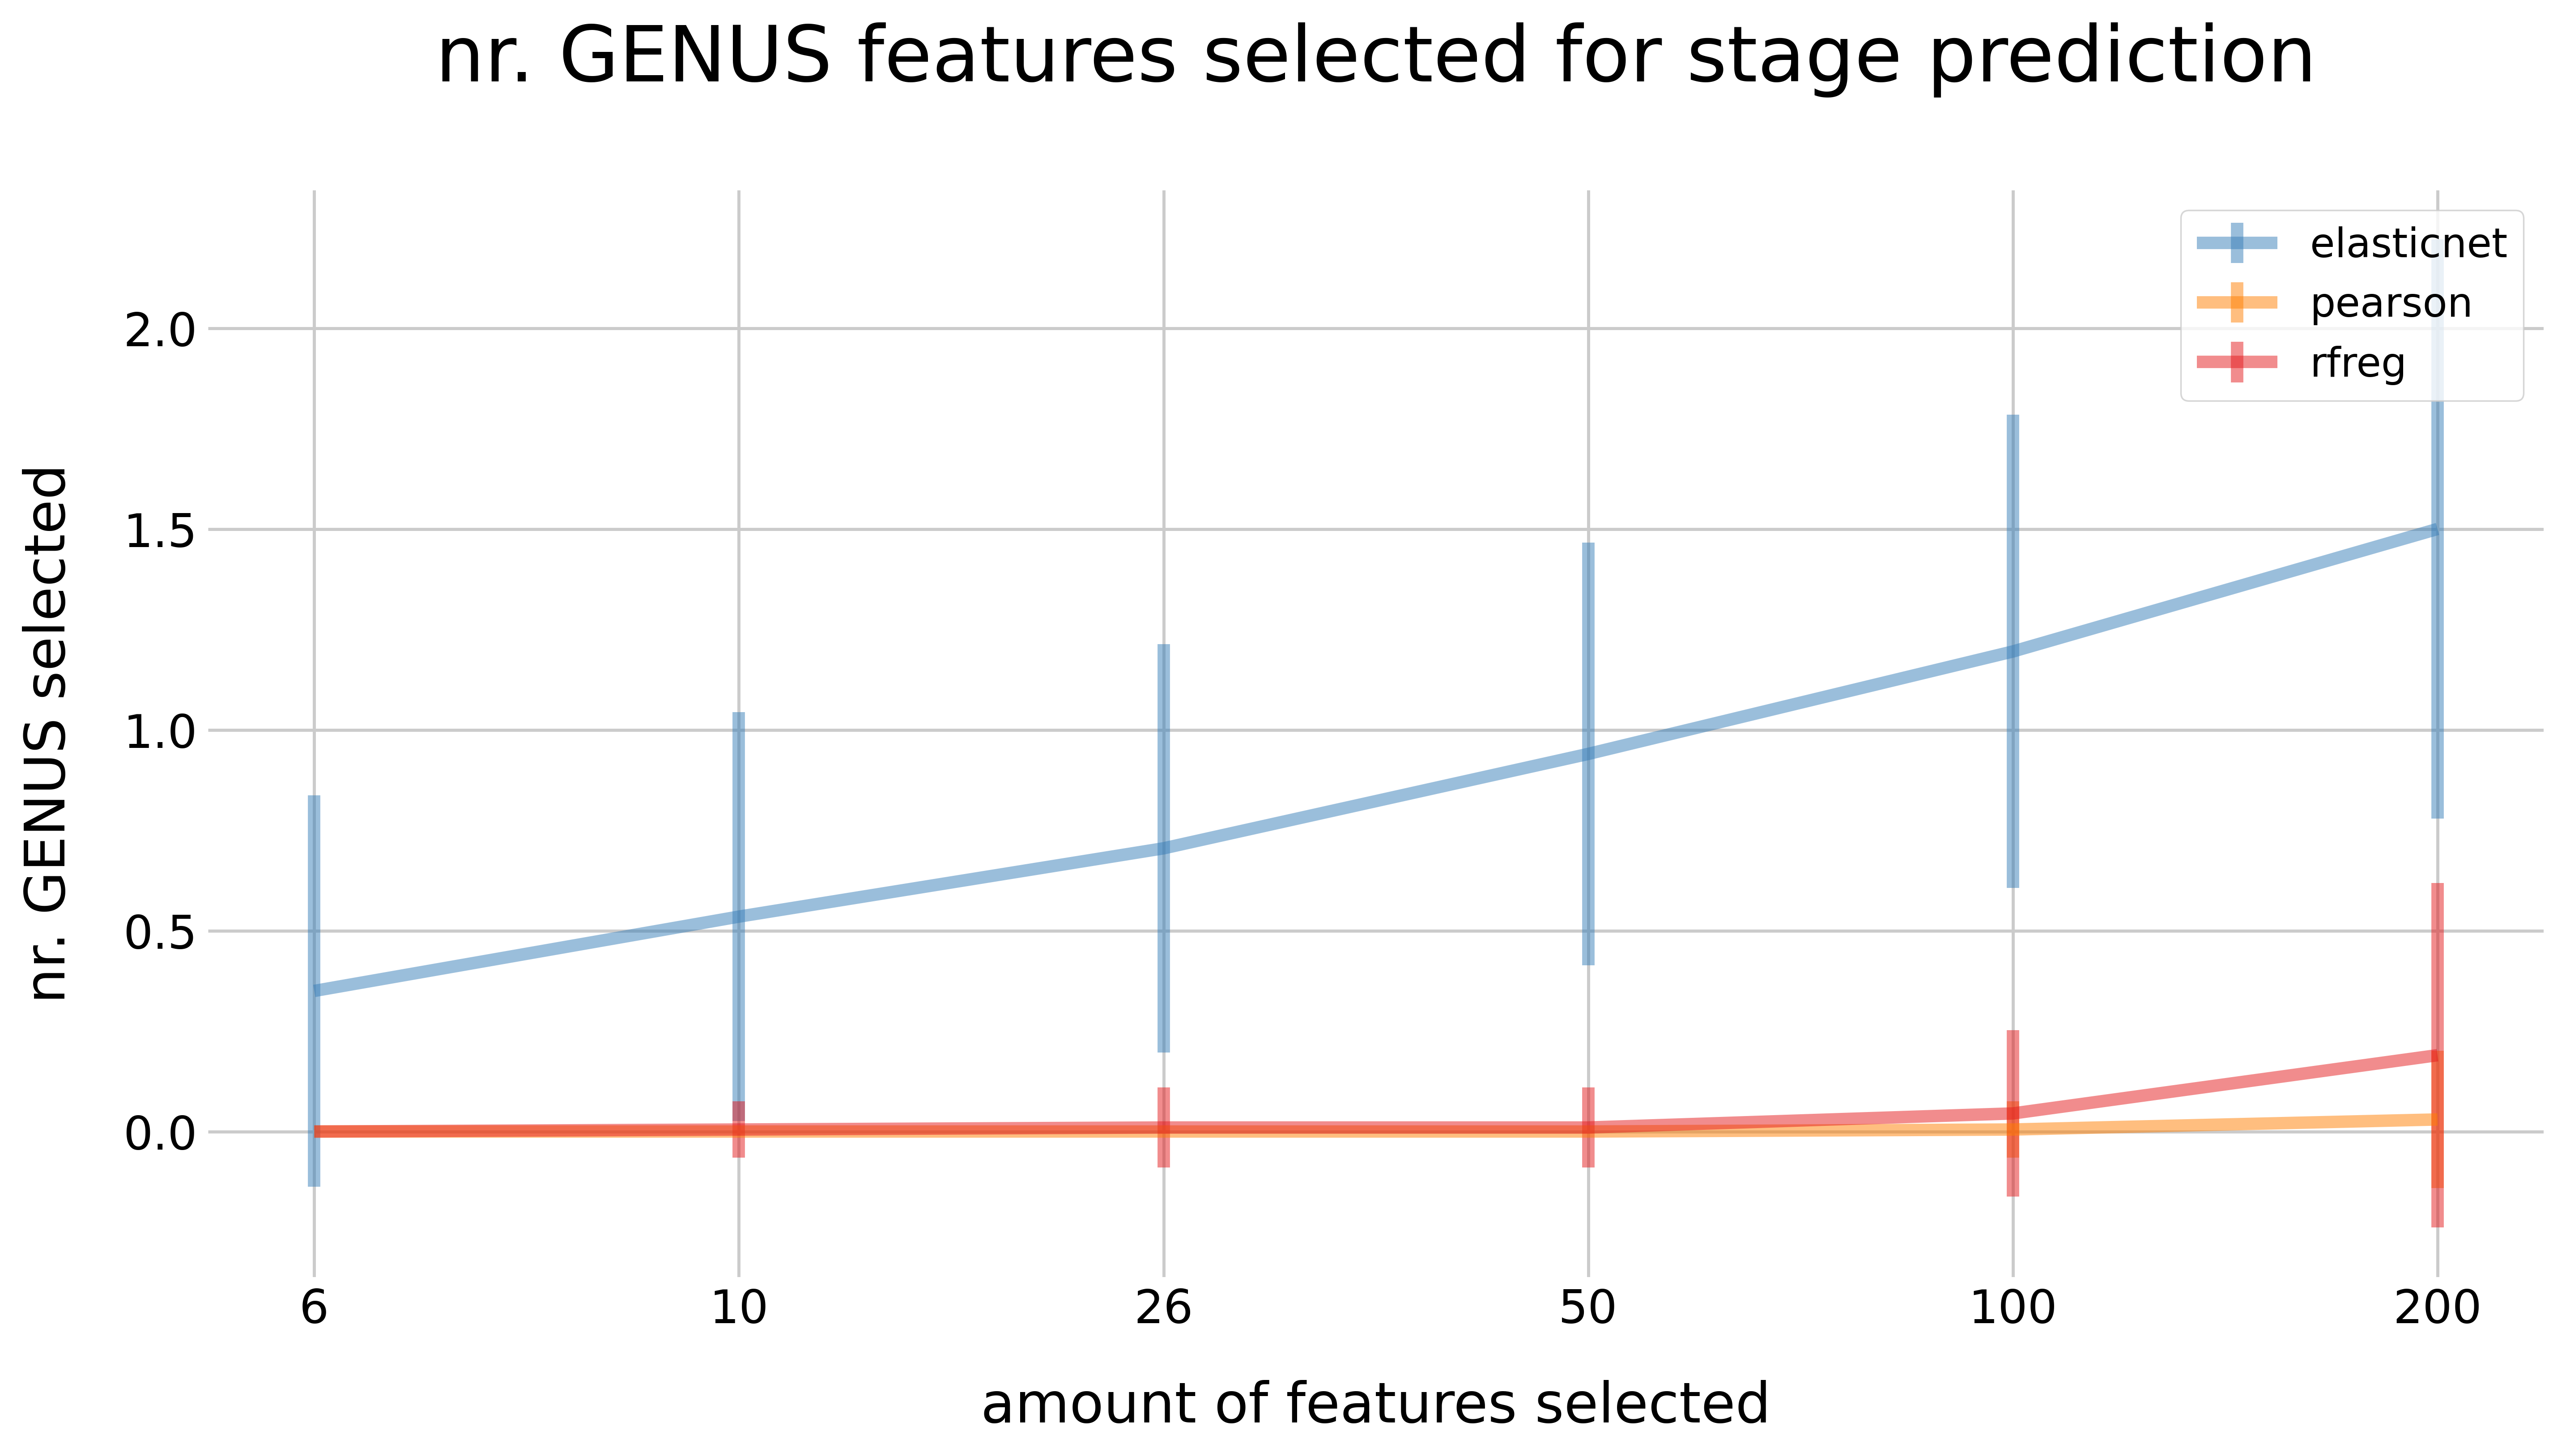 nr. GENUS features selected for stage prediction
elasticnet
pearson
rfreg
nr. GENUS selected
2.0
1.5
1.0
0.5
0.0
6 10 26 50 100 200
amount of features selected